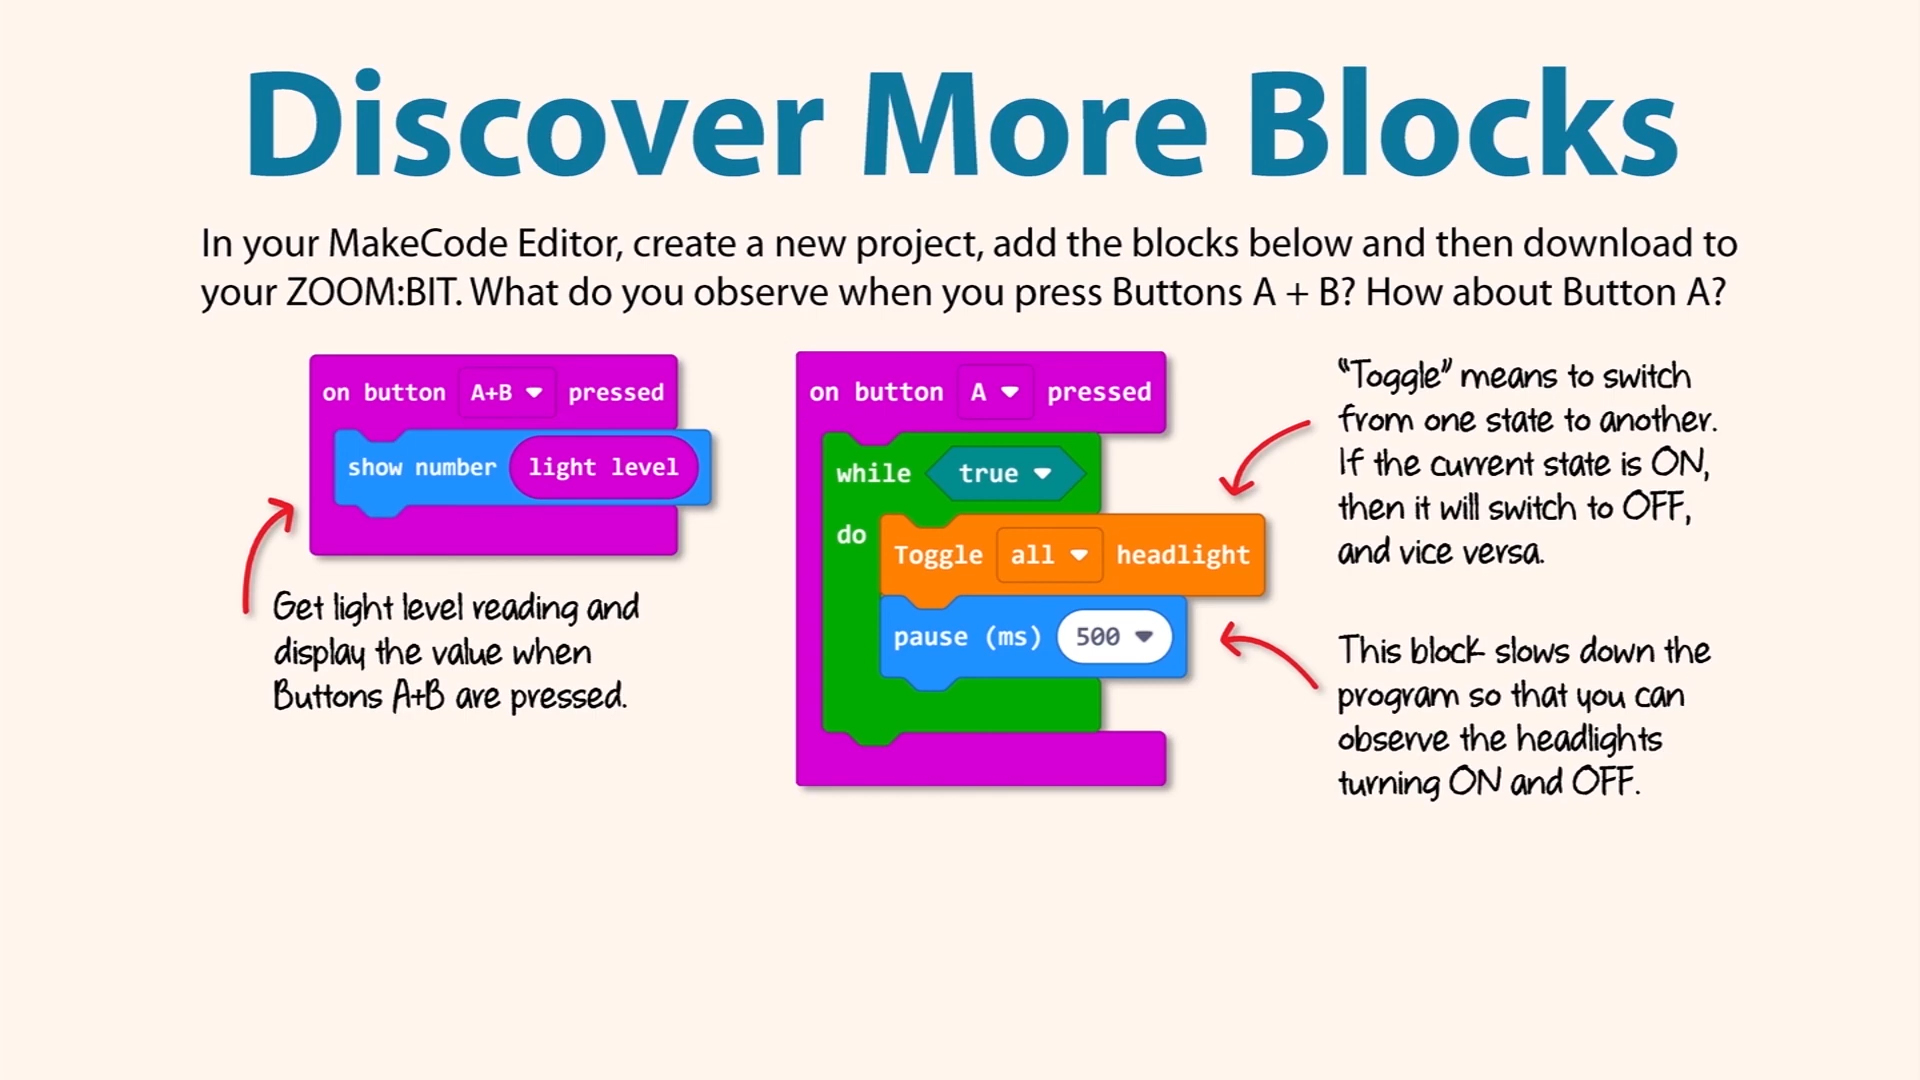 Discover More Blocks
In your MakeCode Editor, create a new project, add the blocks below and then download to
your ZOOM:BIT. What do you observe when you press Buttons A + B? How about Button A?
on button A+B pressed
show number light level
Get light level reading and
display the value when
Buttons A+B are pressed.
on button A pressed
while true
do
Toggle all headlight
pause (ms) 500
“Toggle” means to switch
from one state to another.
If the current state is ON,
then it will switch to OFF,
and vice versa.
This block slows down the
program so that you can
observe the headlights
turning ON and OFF.